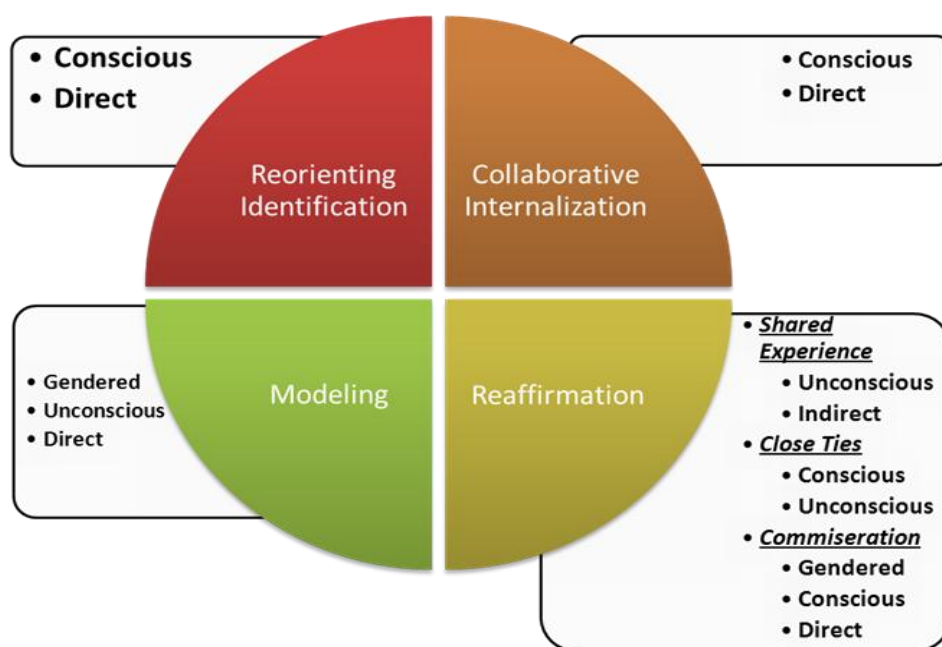 • Conscious
• Direct
• Conscious
• Direct
Reorienting
Identification
Collaborative
Internalization
Modeling
Reaffirmation
• Gendered
• Unconscious
• Direct
• Shared
Experience
• Unconscious
• Indirect
• Close Ties
• Conscious
• Unconscious
• Commiseration
• Gendered
• Conscious
• Direct